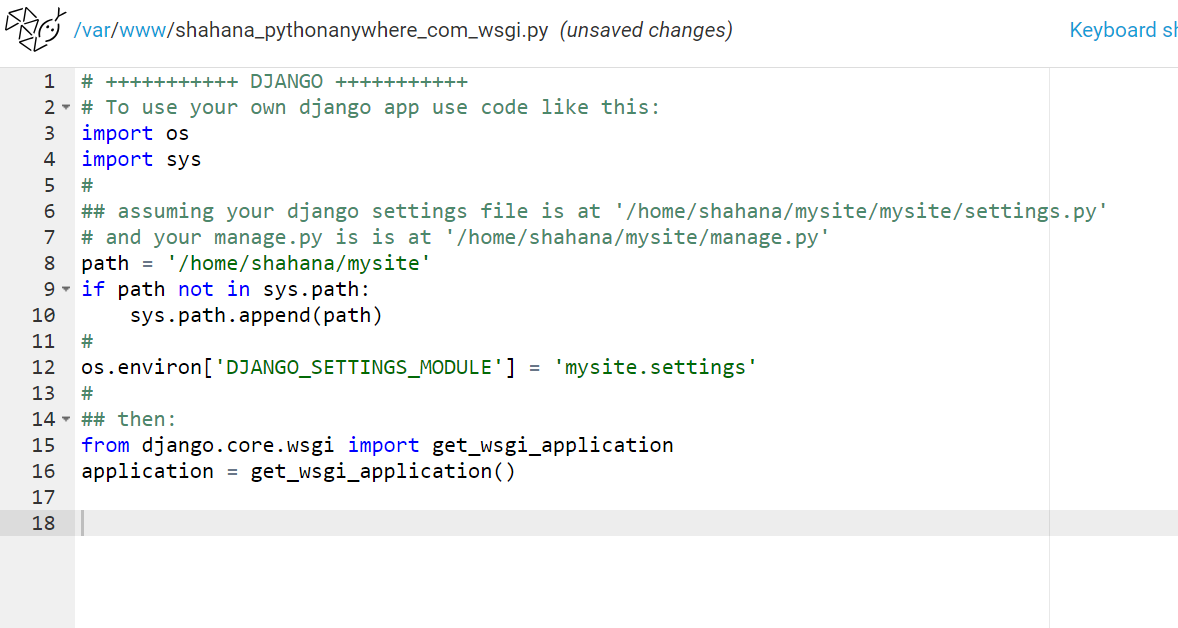 /var/www/shahana_pythonanywhere_com_wsgi.py (unsaved changes) Keyboard sh
1 # +++++++++++ DJANGO +++++++++++
2 # To use your own django app use code like this:
3 import os
4 import sys
5 #
6 ## assuming your django settings file is at '/home/shahana/mysite/mysite/settings.py'
7 # and your manage.py is is at '/home/shahana/mysite/manage.py'
8 path = '/home/shahana/mysite'
9 if path not in sys.path:
10     sys.path.append(path)
11 #
12 os.environ['DJANGO_SETTINGS_MODULE'] = 'mysite.settings'
13 #
14 ## then:
15 from django.core.wsgi import get_wsgi_application
16 application = get_wsgi_application()
17
18